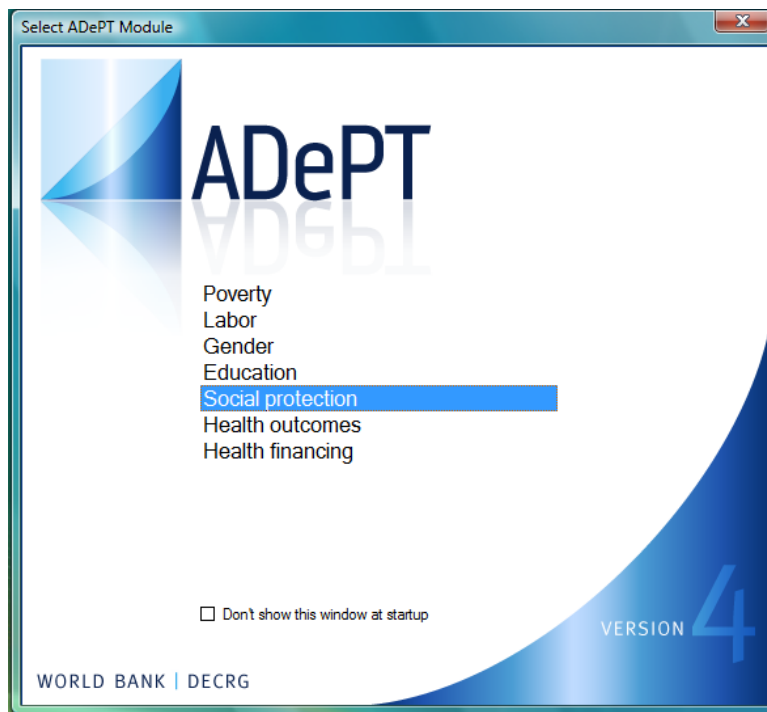 Select ADePT Module
ADePT
Poverty
Labor
Gender
Education
Social protection
Health outcomes
Health financing
Don't show this window at startup
VERSION 4
WORLD BANK | DECRG